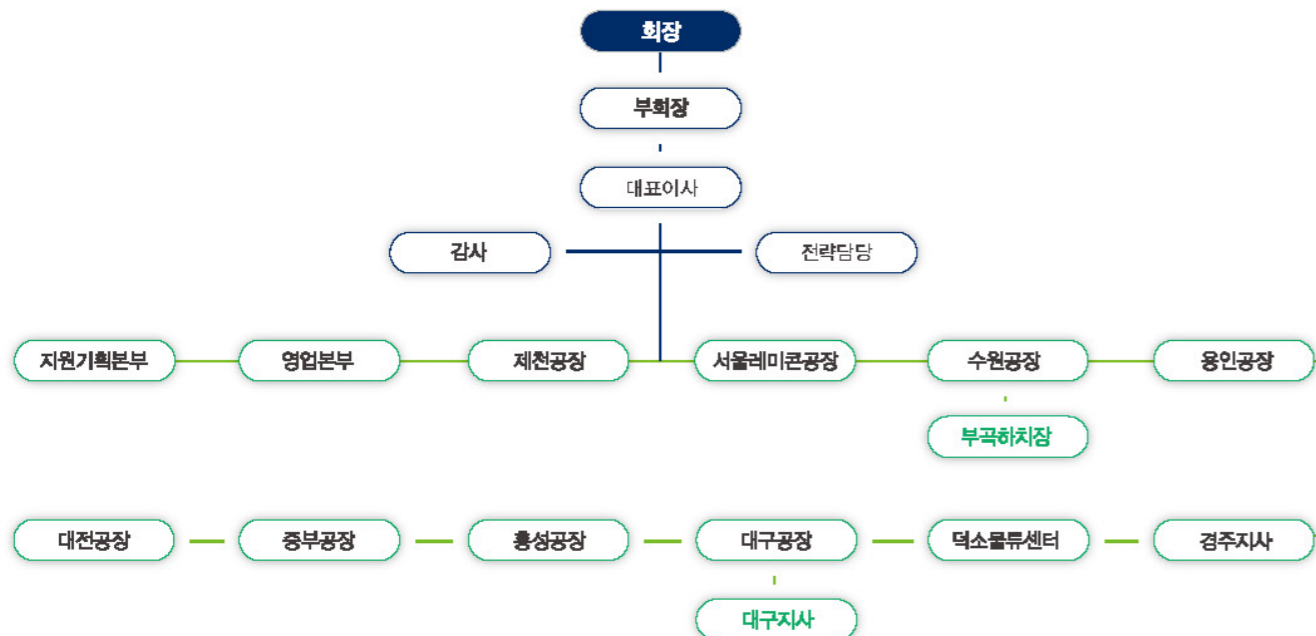 회장
부회장
대표이사
감사
전략담당
지원기획본부
영업본부
제천공장
서울레미콘공장
수원공장
용인공장
부곡하치장
대전공장
중부공장
홍성공장
대구공장
덕소물류센터
경주지사
대구지사